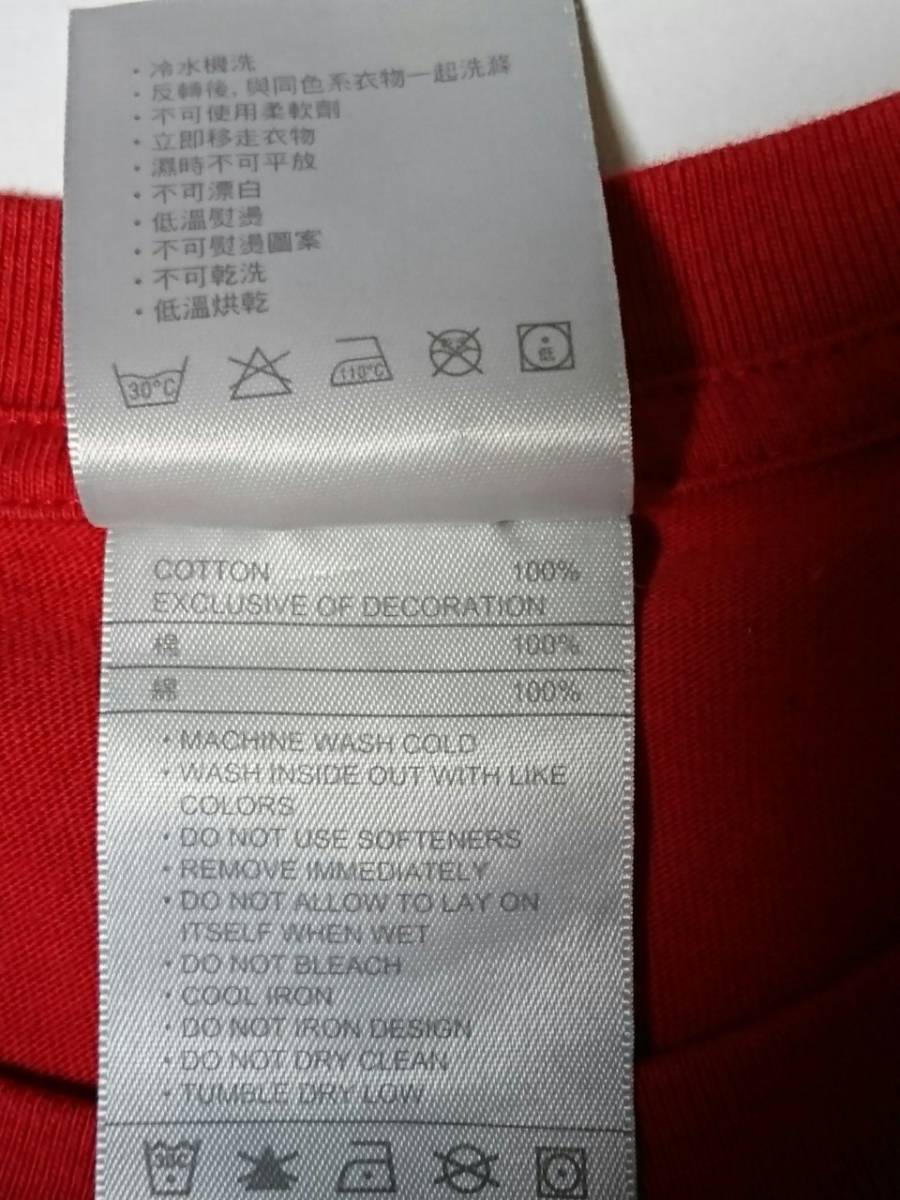 ・冷水機洗
・反轉後,與同色系衣物一起洗滌
・不可使用柔軟劑
・立即移走衣物
・濕時不可平放
・不可漂白
・低溫熨燙
・不可熨燙圖案
・不可乾洗
・低溫烘乾
30°C 110°C 低
COTTON 100%
EXCLUSIVE OF DECORATION
棉 100%
綿 100%
• MACHINE WASH COLD
• WASH INSIDE OUT WITH LIKE
COLORS
• DO NOT USE SOFTENERS
• REMOVE IMMEDIATELY
• DO NOT ALLOW TO LAY ON
ITSELF WHEN WET
• DO NOT BLEACH
• COOL IRON
• DO NOT IRON DESIGN
• DO NOT DRY CLEAN
• TUMBLE DRY LOW
30C